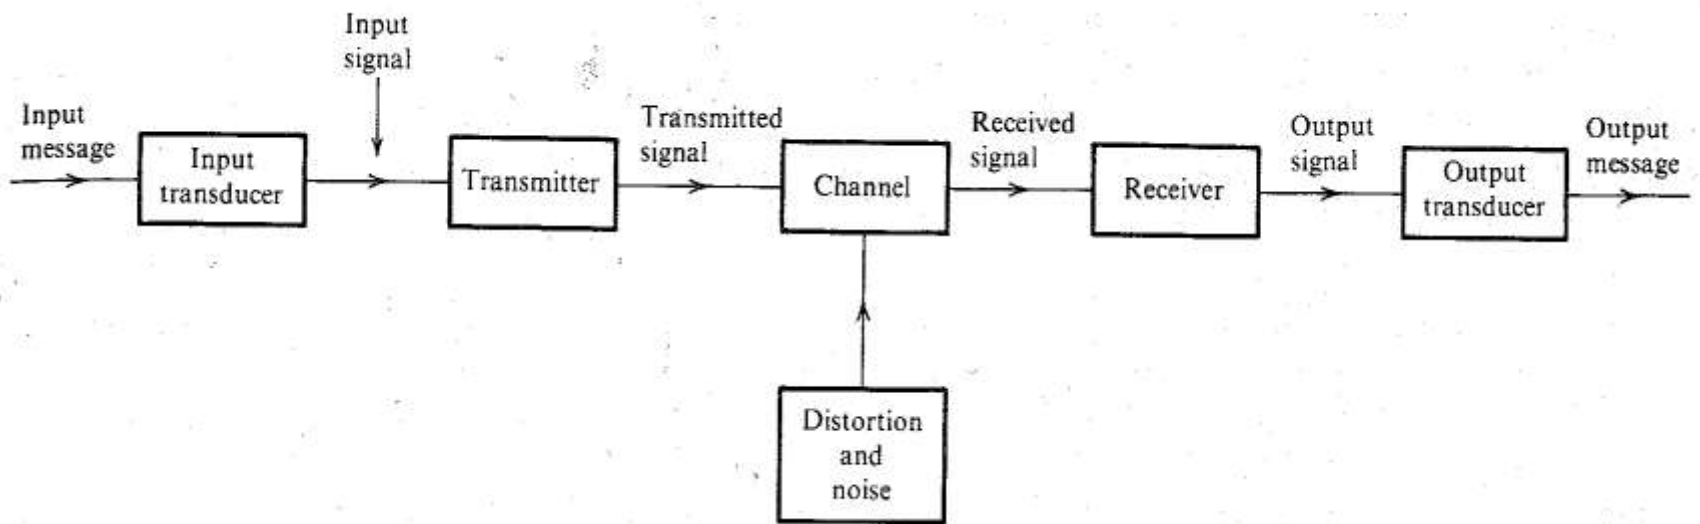 Input
signal
Input
message
Input
transducer
Transmitter
Transmitted
signal
Channel
Received
signal
Receiver
Output
signal
Output
transducer
Output
message
Distortion
and
noise